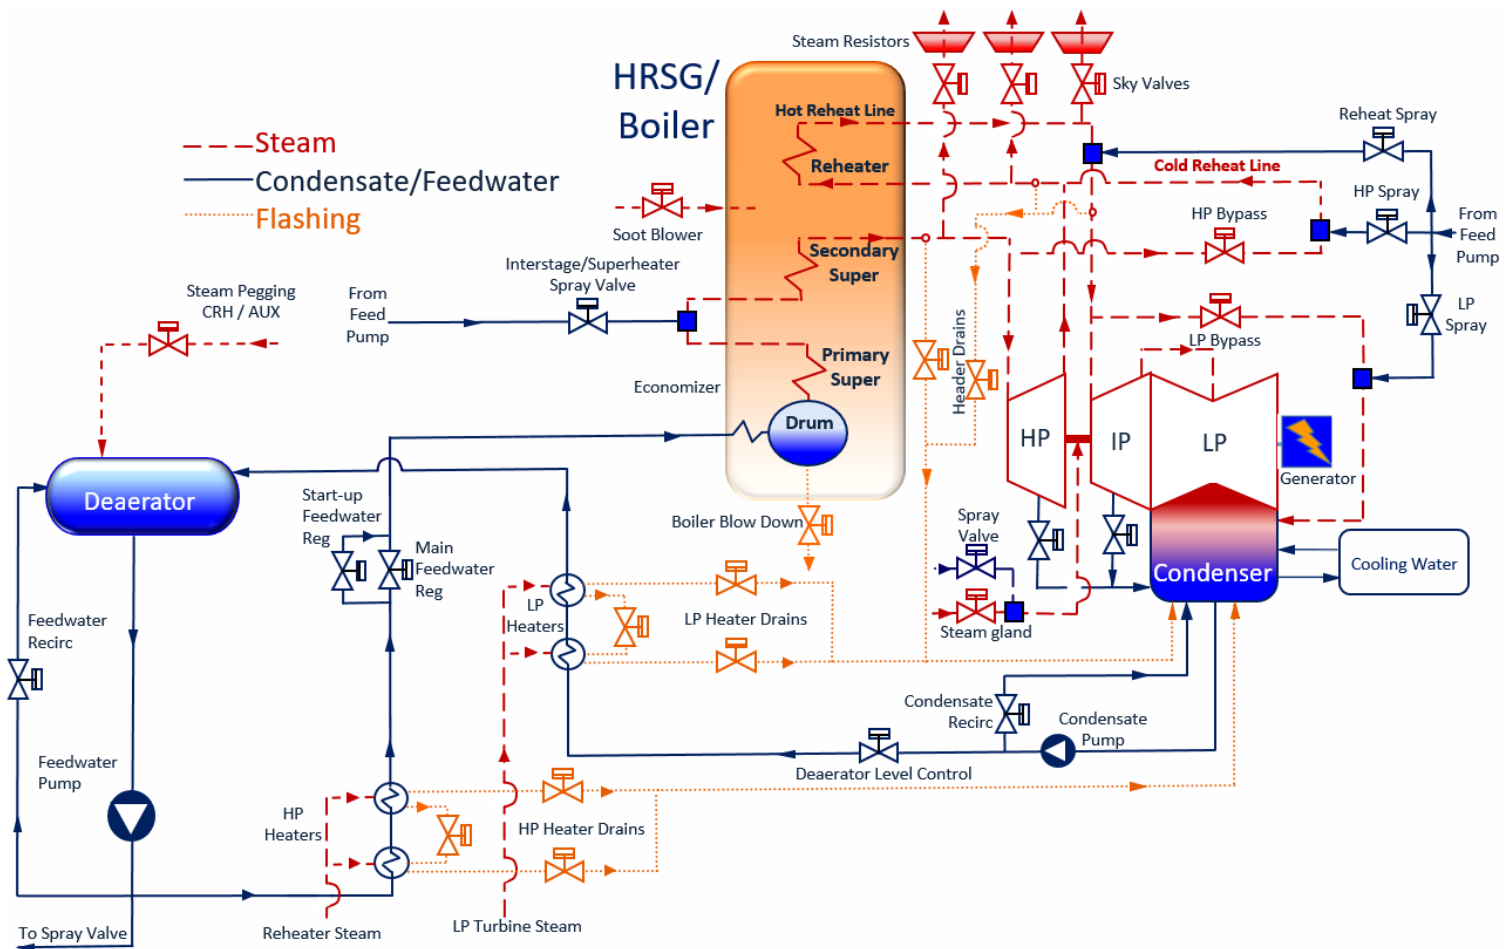 Steam Resistors
HRSG/
Boiler
Sky Valves
Hot Reheat Line
Reheat Spray
Steam
Reheater
Cold Reheat Line
Condensate/Feedwater
HP Spray
Flashing
HP Bypass
From
Feed
Pump
Soot Blower
Secondary
Super
Interstage/Superheater
Spray Valve
Steam Pegging
CRH / AUX
From
Feed
Pump
LP
Spray
LP Bypass
Header Drains
Primary
Super
Economizer
Drum
HP
IP
LP
Generator
Deaerator
Start-up
Feedwater
Reg
Boiler Blow Down
Spray
Valve
Main
Feedwater
Reg
Cooling Water
Condenser
LP
Heaters
LP Heater Drains
Steam gland
Feedwater
Recirc
Condensate
Recirc
Condensate
Pump
Feedwater
Pump
Deaerator Level Control
HP
Heaters
HP Heater Drains
To Spray Valve
Reheater Steam
LP Turbine Steam